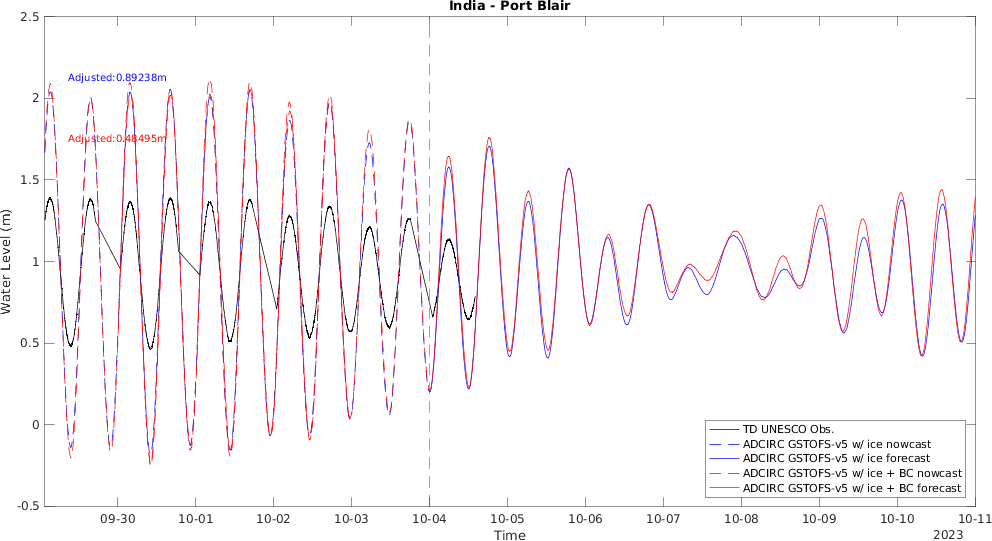 India - Port Blair
2.5
2
1.5
1
0.5
0
-0.5
Water Level (m)
Adjusted:0.89238m
Adjusted:0.48495m
TD UNESCO Obs.
ADCIRC GSTOFS-v5 w/ ice nowcast
ADCIRC GSTOFS-v5 w/ ice forecast
ADCIRC GSTOFS-v5 w/ ice + BC nowcast
ADCIRC GSTOFS-v5 w/ ice + BC forecast
09-30 10-01 10-02 10-03 10-04 10-05 10-06 10-07 10-08 10-09 10-10 10-11
Time
2023